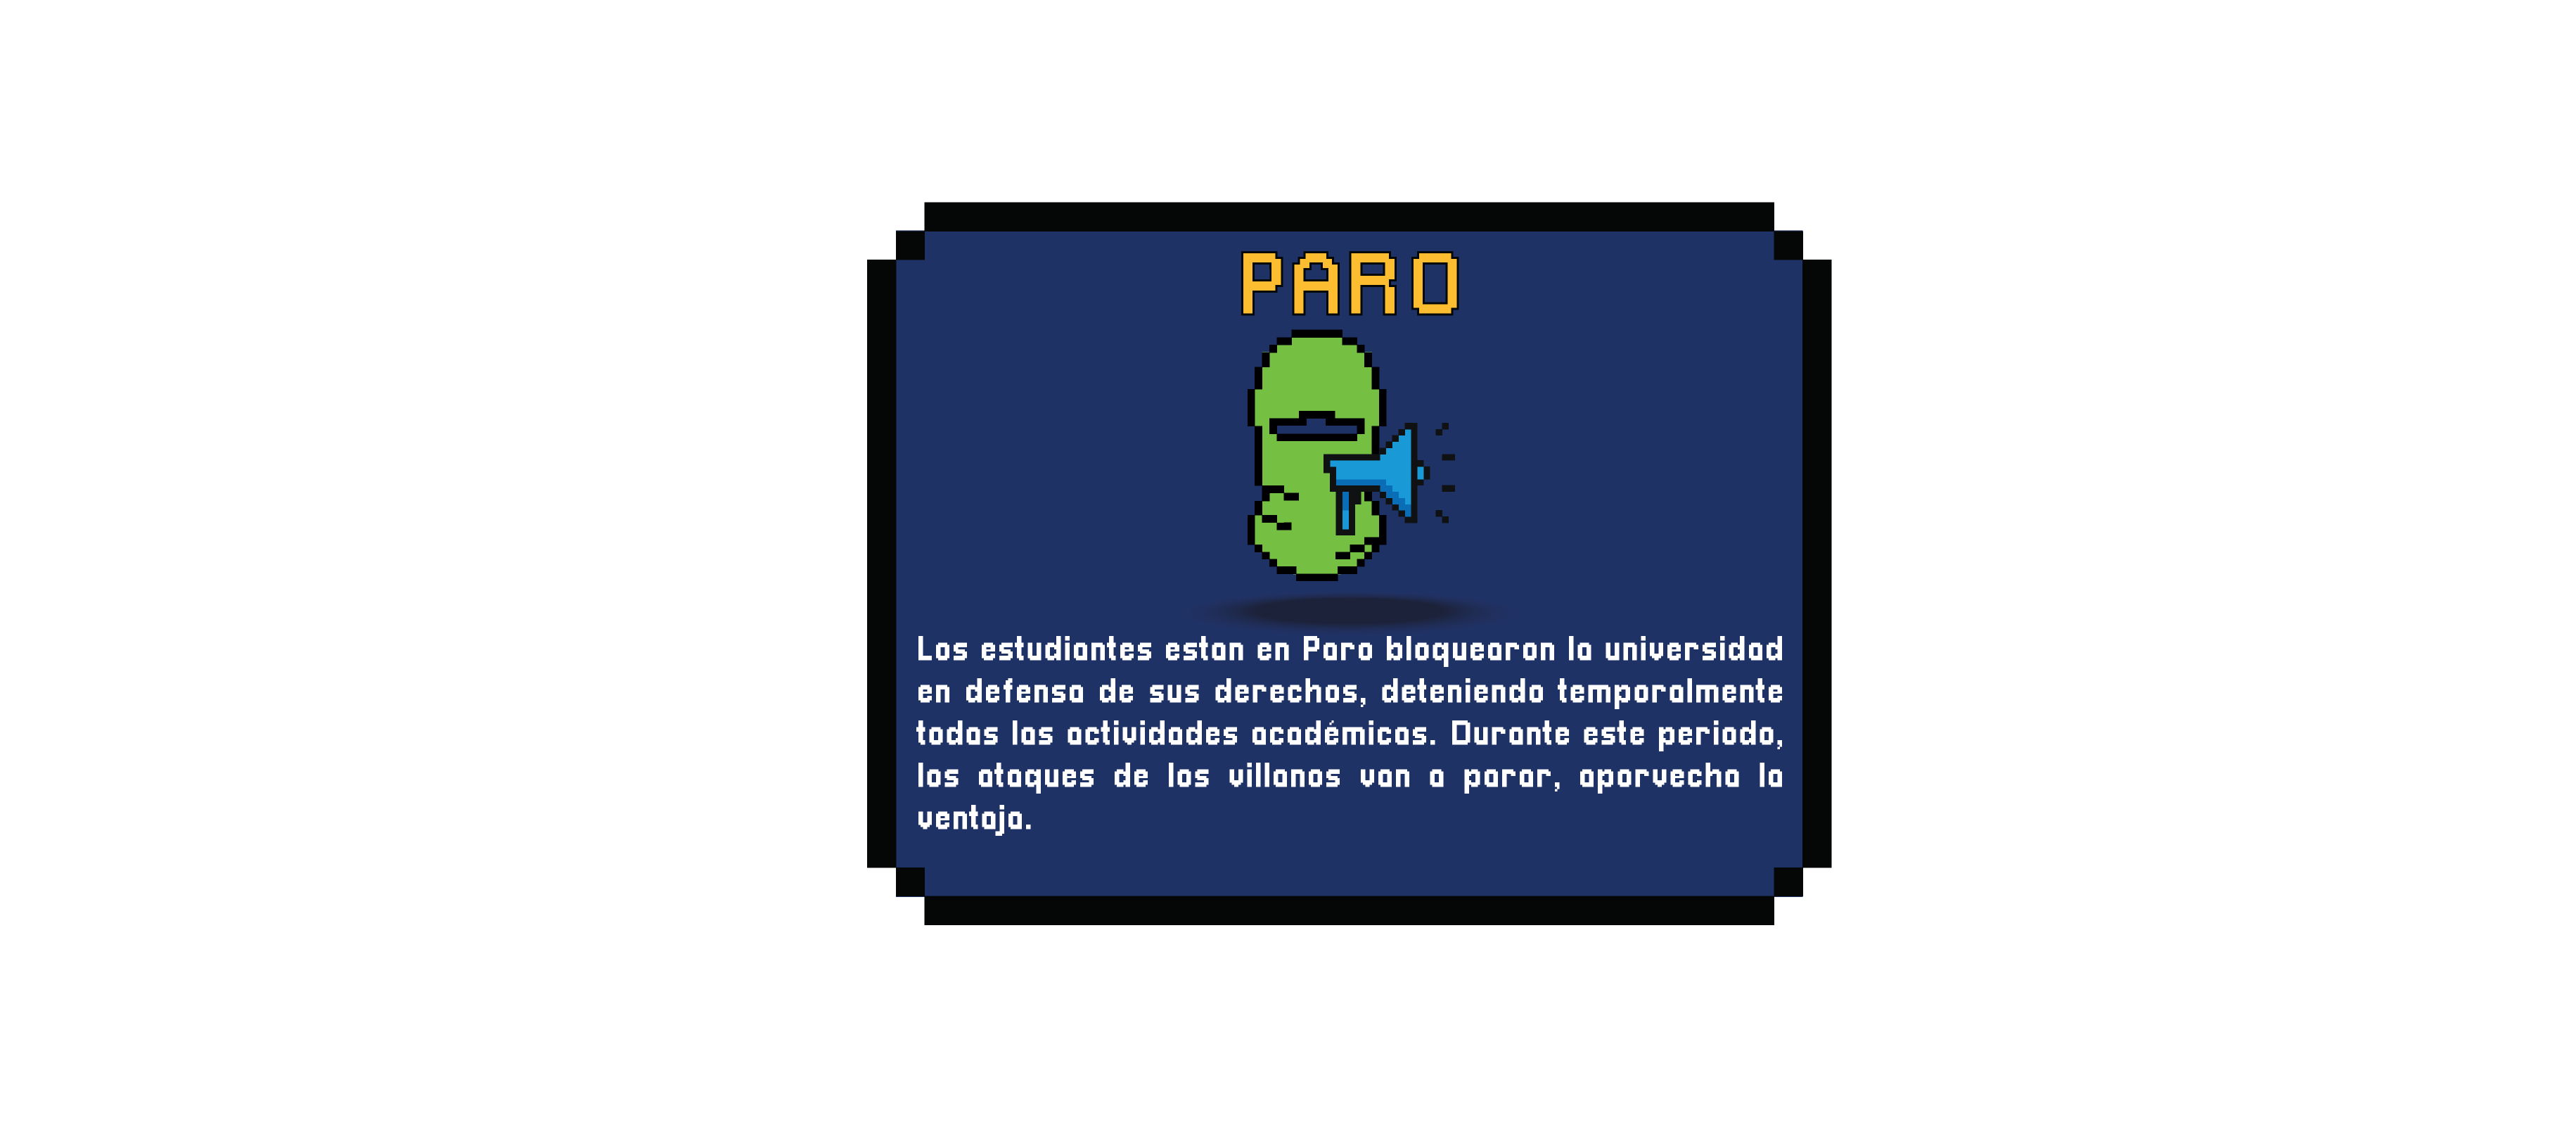 PARO
Los estudiantes estan en Paro bloquearon la universidad
en defensa de sus derechos, deteniendo temporalmente
todas las actividades académicas. Durante este periodo,
los ataques de los villanos van a parar, aporvecha la
ventaja.